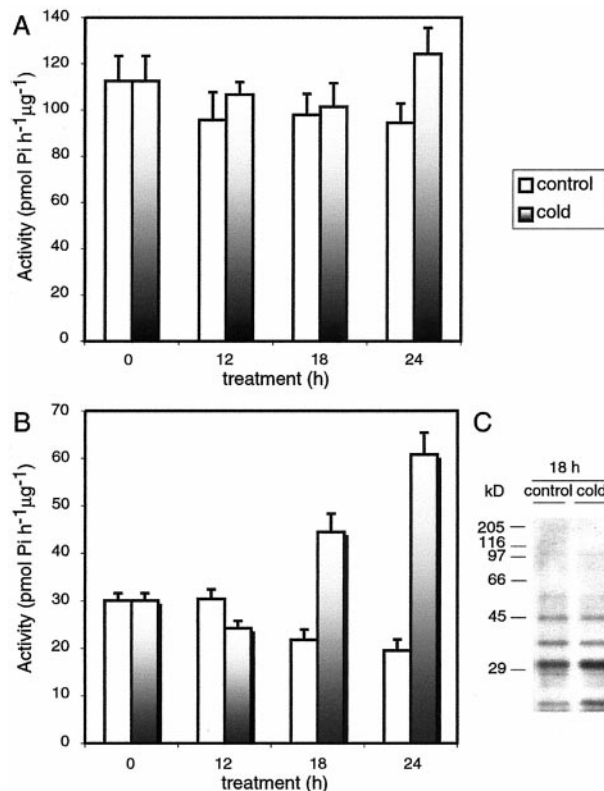 A
Activity (pmol Pi h-1μg-1)
140
120
100
80
60
40
20
0
0 12 18 24
treatment (h)
control
cold
B
Activity (pmol Pi h-1μg-1)
70
60
50
40
30
20
10
0
0 12 18 24
treatment (h)
C
18 h
kD control cold
205
116
97
66
45
29